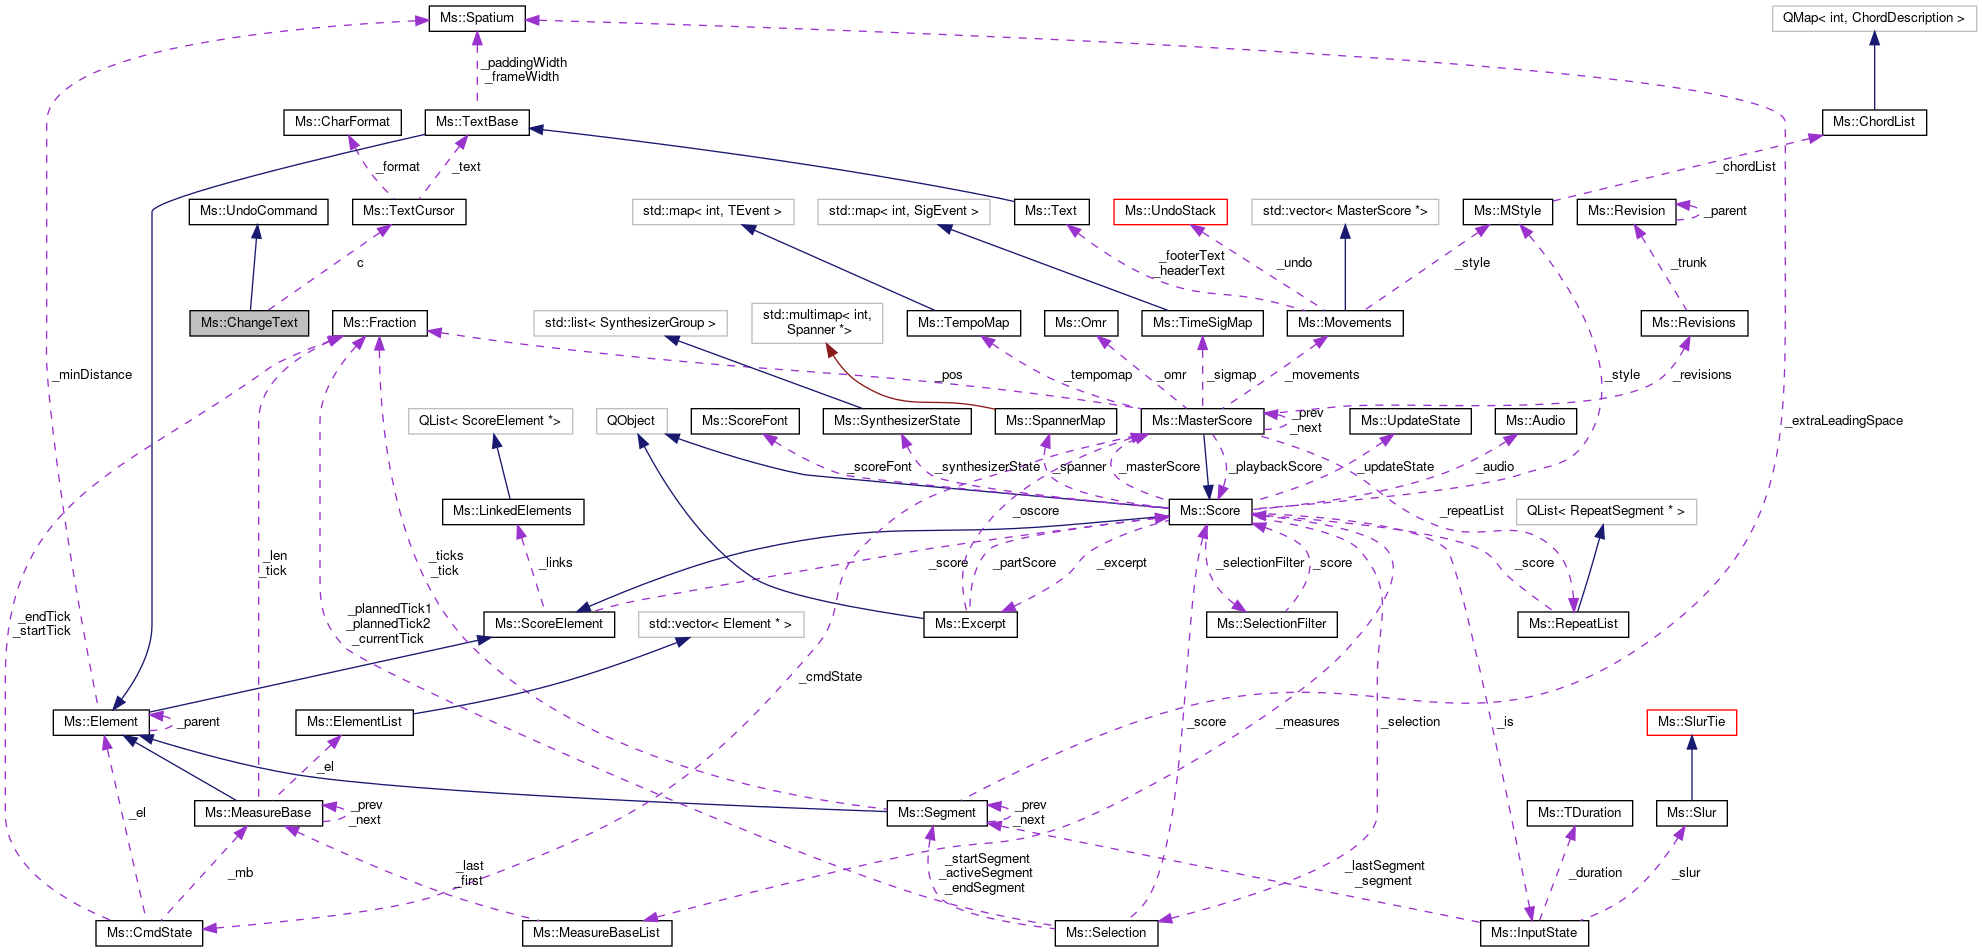 Ms::Spatium
QMap< int, ChordDescription >
_paddingWidth
_frameWidth
Ms::CharFormat
Ms::TextBase
Ms::ChordList
_format
_text
_chordList
Ms::UndoCommand
Ms::TextCursor
std::map< int, TEvent >
std::map< int, SigEvent >
Ms::Text
Ms::UndoStack
std::vector< MasterScore *>
Ms::MStyle
Ms::Revision
_parent
c
_footerText
_headerText
_undo
_style
_trunk
Ms::ChangeText
Ms::Fraction
std::list< SynthesizerGroup >
std::multimap< int,
Spanner *>
Ms::TempoMap
Ms::Omr
Ms::TimeSigMap
Ms::Movements
Ms::Revisions
_minDistance
_pos
_tempomap
_omr
_sigmap
_movements
_style
_revisions
QList< ScoreElement *>
QObject
Ms::ScoreFont
Ms::SynthesizerState
Ms::SpannerMap
Ms::MasterScore
_prev
_next
Ms::UpdateState
Ms::Audio
_extraLeadingSpace
_scoreFont
_synthesizerState
_spanner
_masterScore
_playbackScore
_updateState
_audio
Ms::LinkedElements
_oscore
Ms::Score
_repeatList
QList< RepeatSegment * >
_len
_tick
_ticks
_tick
_links
_score
_partScore
_excerpt
_selectionFilter
_score
_score
_endTick
_startTick
_plannedTick1
_plannedTick2
_currentTick
Ms::ScoreElement
std::vector< Element * >
Ms::Excerpt
Ms::SelectionFilter
Ms::RepeatList
_cmdState
Ms::Element
_parent
Ms::ElementList
_score
_measures
_selection
_is
Ms::SlurTie
_el
_el
Ms::MeasureBase
_prev
_next
Ms::Segment
_prev
_next
Ms::TDuration
Ms::Slur
_mb
_last
_first
_startSegment
_activeSegment
_endSegment
_lastSegment
_segment
_duration
_slur
Ms::CmdState
Ms::MeasureBaseList
Ms::Selection
Ms::InputState